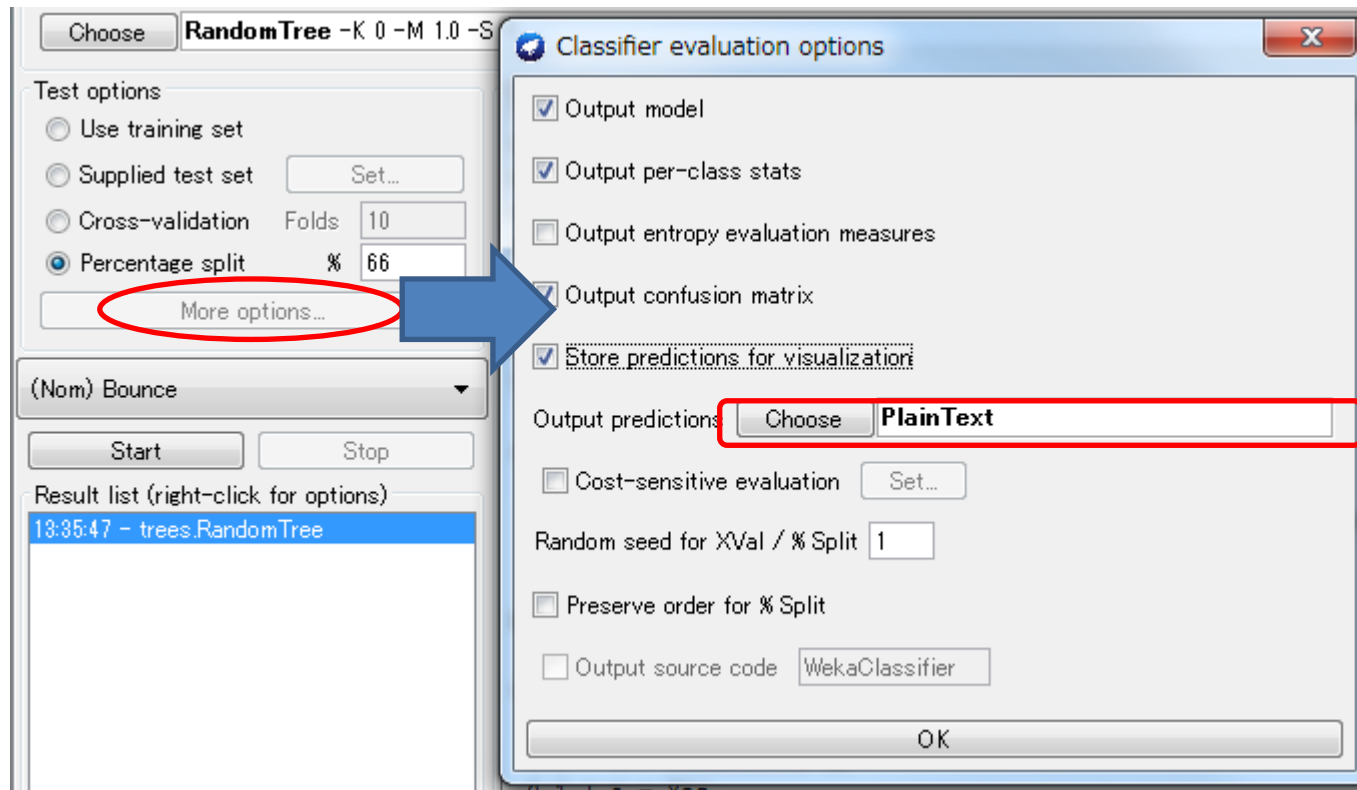 Choose RandomTree -K 0 -M 1.0 -S
Test options
Use training set
Supplied test set Set...
Cross-validation Folds 10
Percentage split % 66
More options...
(Nom) Bounce
Start Stop
Result list (right-click for options)
13:35:47 - trees.RandomTree
Classifier evaluation options
Output model
Output per-class stats
Output entropy evaluation measures
Output confusion matrix
Store predictions for visualization
Output predictions Choose PlainText
Cost-sensitive evaluation Set...
Random seed for XVal / % Split 1
Preserve order for % Split
Output source code WekaClassifier
OK